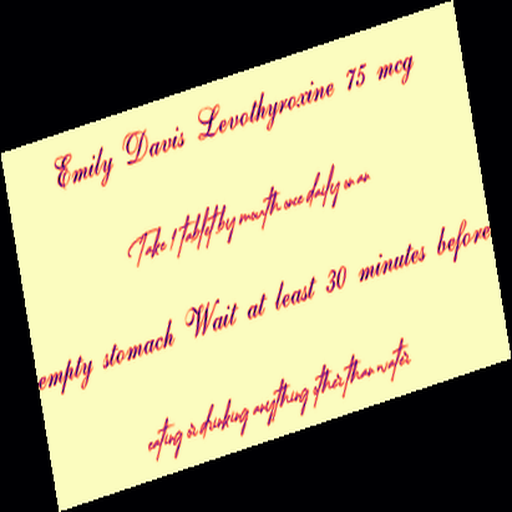 Emily Davis Levothyroxine 75 mcg
Take 1 tablet by mouth once daily on an
empty stomach Wait at least 30 minutes before
eating or drinking anything other than water